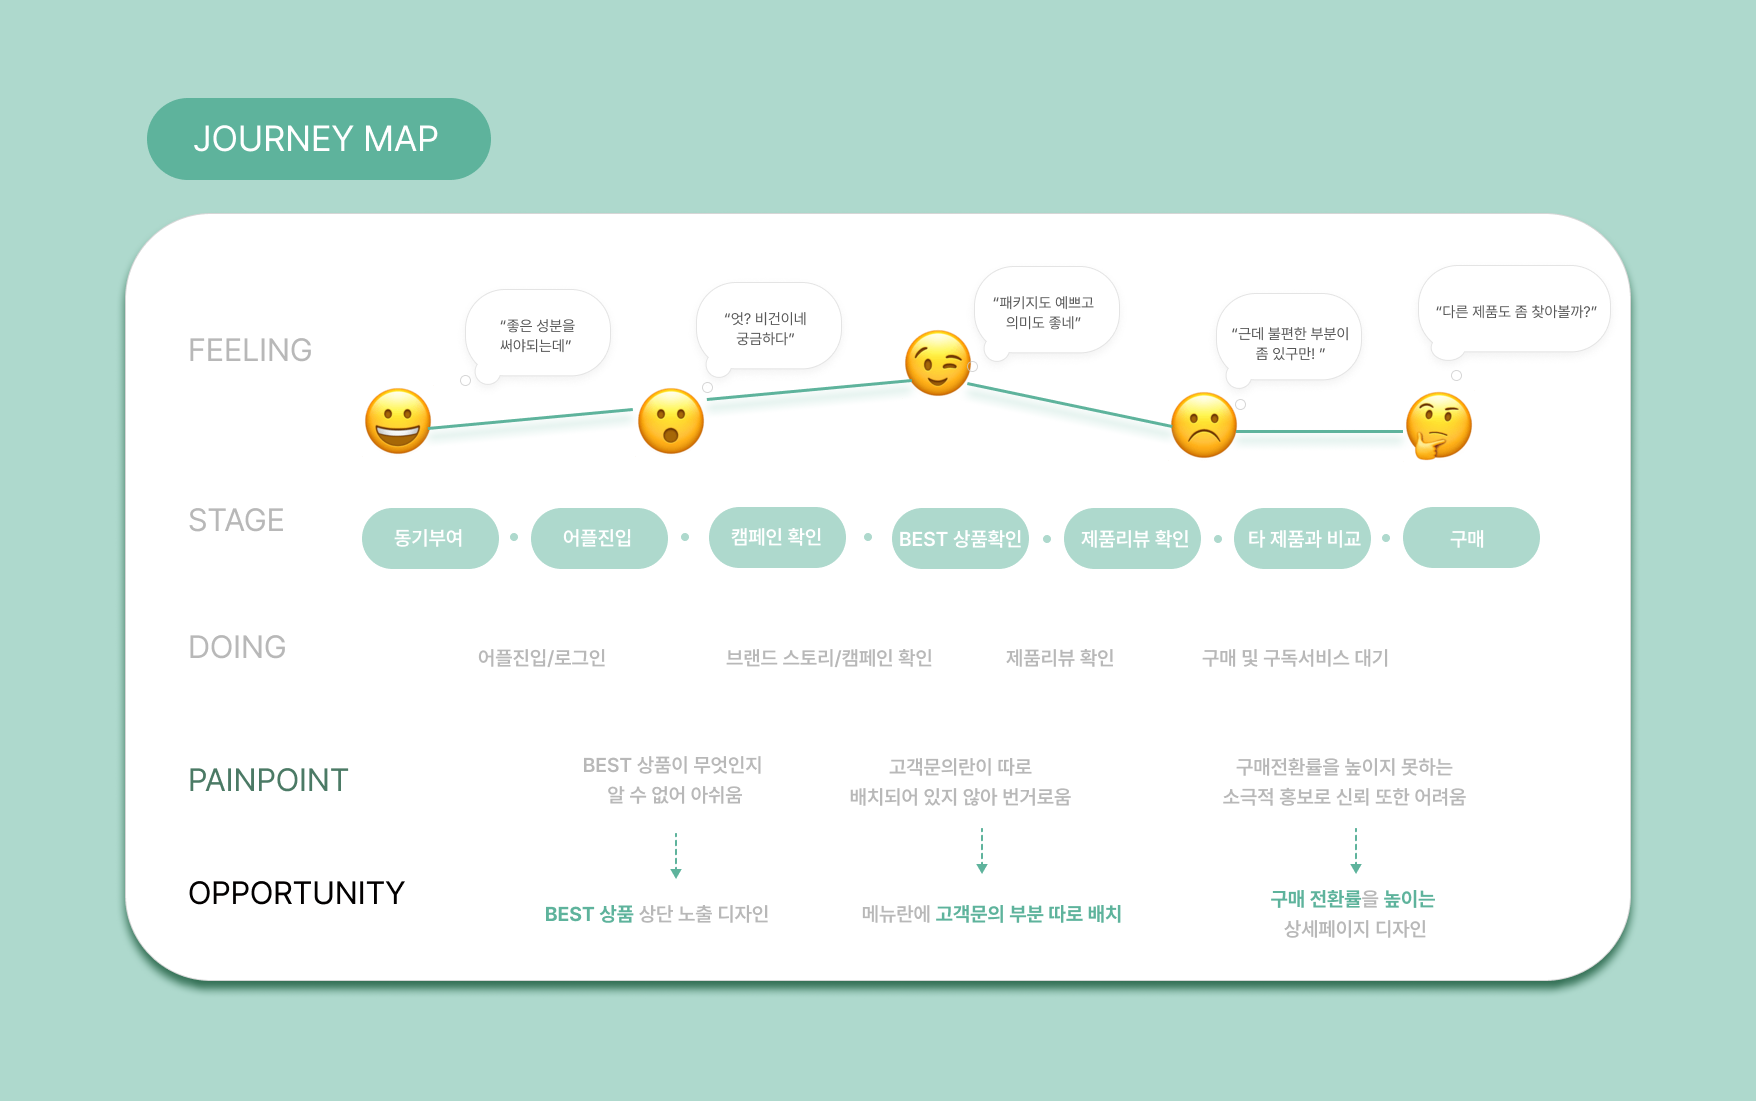 JOURNEY MAP
FEELING
“좋은 성분을
써야되는데”
“엇? 비건이네
궁금하다”
“패키지도 예쁘고
의미도 좋네”
“근데 불편한 부분이
좀 있구만! ”
“다른 제품도 좀 찾아볼까?”
STAGE
동기부여
어플진입
캠페인 확인
BEST 상품확인
제품리뷰 확인
타 제품과 비교
구매
DOING
어플진입/로그인
브랜드 스토리/캠페인 확인
제품리뷰 확인
구매 및 구독서비스 대기
PAINPOINT
BEST 상품이 무엇인지
알 수 없어 아쉬움
고객문의란이 따로
배치되어 있지 않아 번거로움
구매전환률을 높이지 못하는
소극적 홍보로 신뢰 또한 어려움
OPPORTUNITY
BEST 상품 상단 노출 디자인
메뉴란에 고객문의 부분 따로 배치
구매 전환률을 높이는
상세페이지 디자인